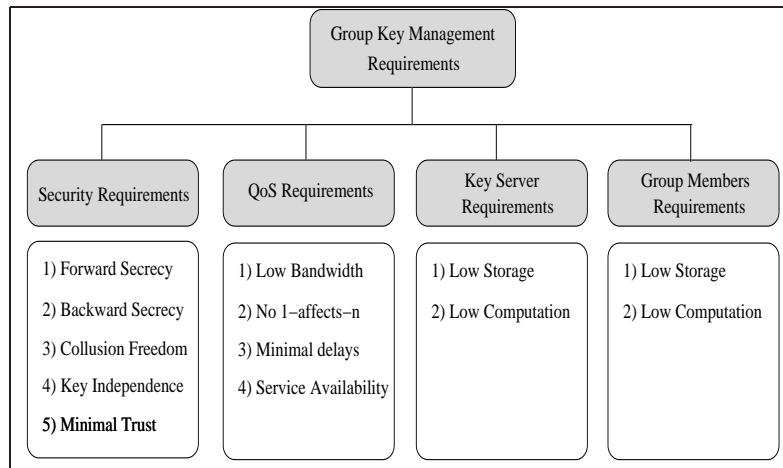 Group Key Management
Requirements
Security Requirements
QoS Requirements
Key Server
Requirements
Group Members
Requirements
1) Forward Secrecy
2) Backward Secrecy
3) Collusion Freedom
4) Key Independence
5) Minimal Trust
1) Low Bandwidth
2) No 1−affects−n
3) Minimal delays
4) Service Availability
1) Low Storage
2) Low Computation
1) Low Storage
2) Low Computation